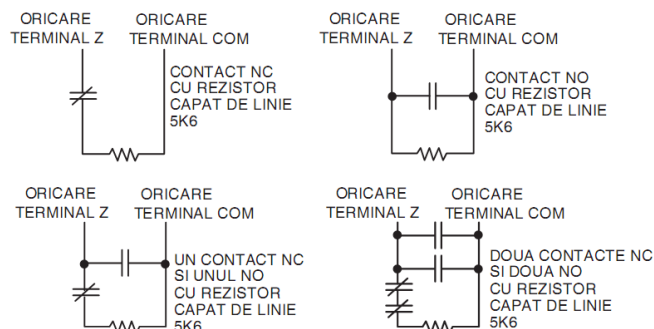 ORICARE
TERMINAL Z
ORICARE
TERMINAL COM
CONTACT NC
CU REZISTOR
CAPAT DE LINIE
5K6
ORICARE
TERMINAL Z
ORICARE
TERMINAL COM
CONTACT NO
CU REZISTOR
CAPAT DE LINIE
5K6
ORICARE
TERMINAL Z
ORICARE
TERMINAL COM
UN CONTACT NC
SI UNUL NO
CU REZISTOR
CAPAT DE LINIE
5K6
ORICARE
TERMINAL Z
ORICARE
TERMINAL COM
DOUA CONTACTE NC
SI DOUA NO
CU REZISTOR
CAPAT DE LINIE
5K6